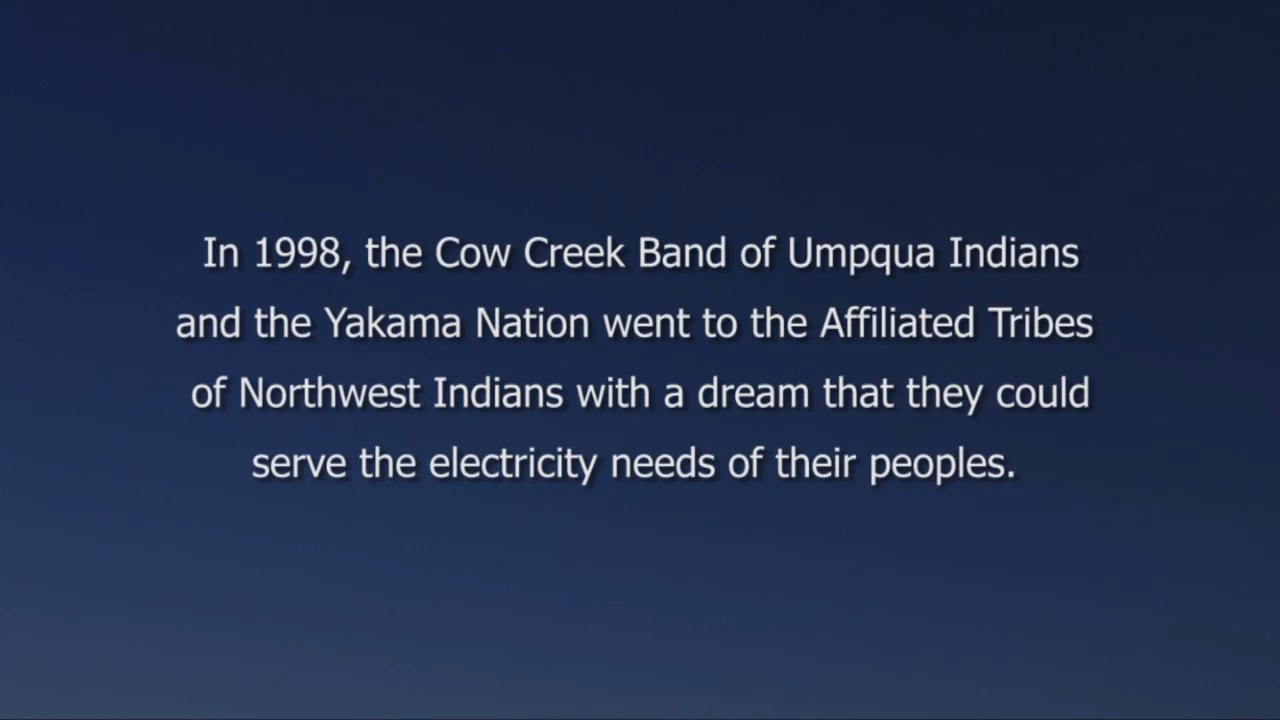 In 1998, the Cow Creek Band of Umpqua Indians
and the Yakama Nation went to the Affiliated Tribes
of Northwest Indians with a dream that they could
serve the electricity needs of their peoples.